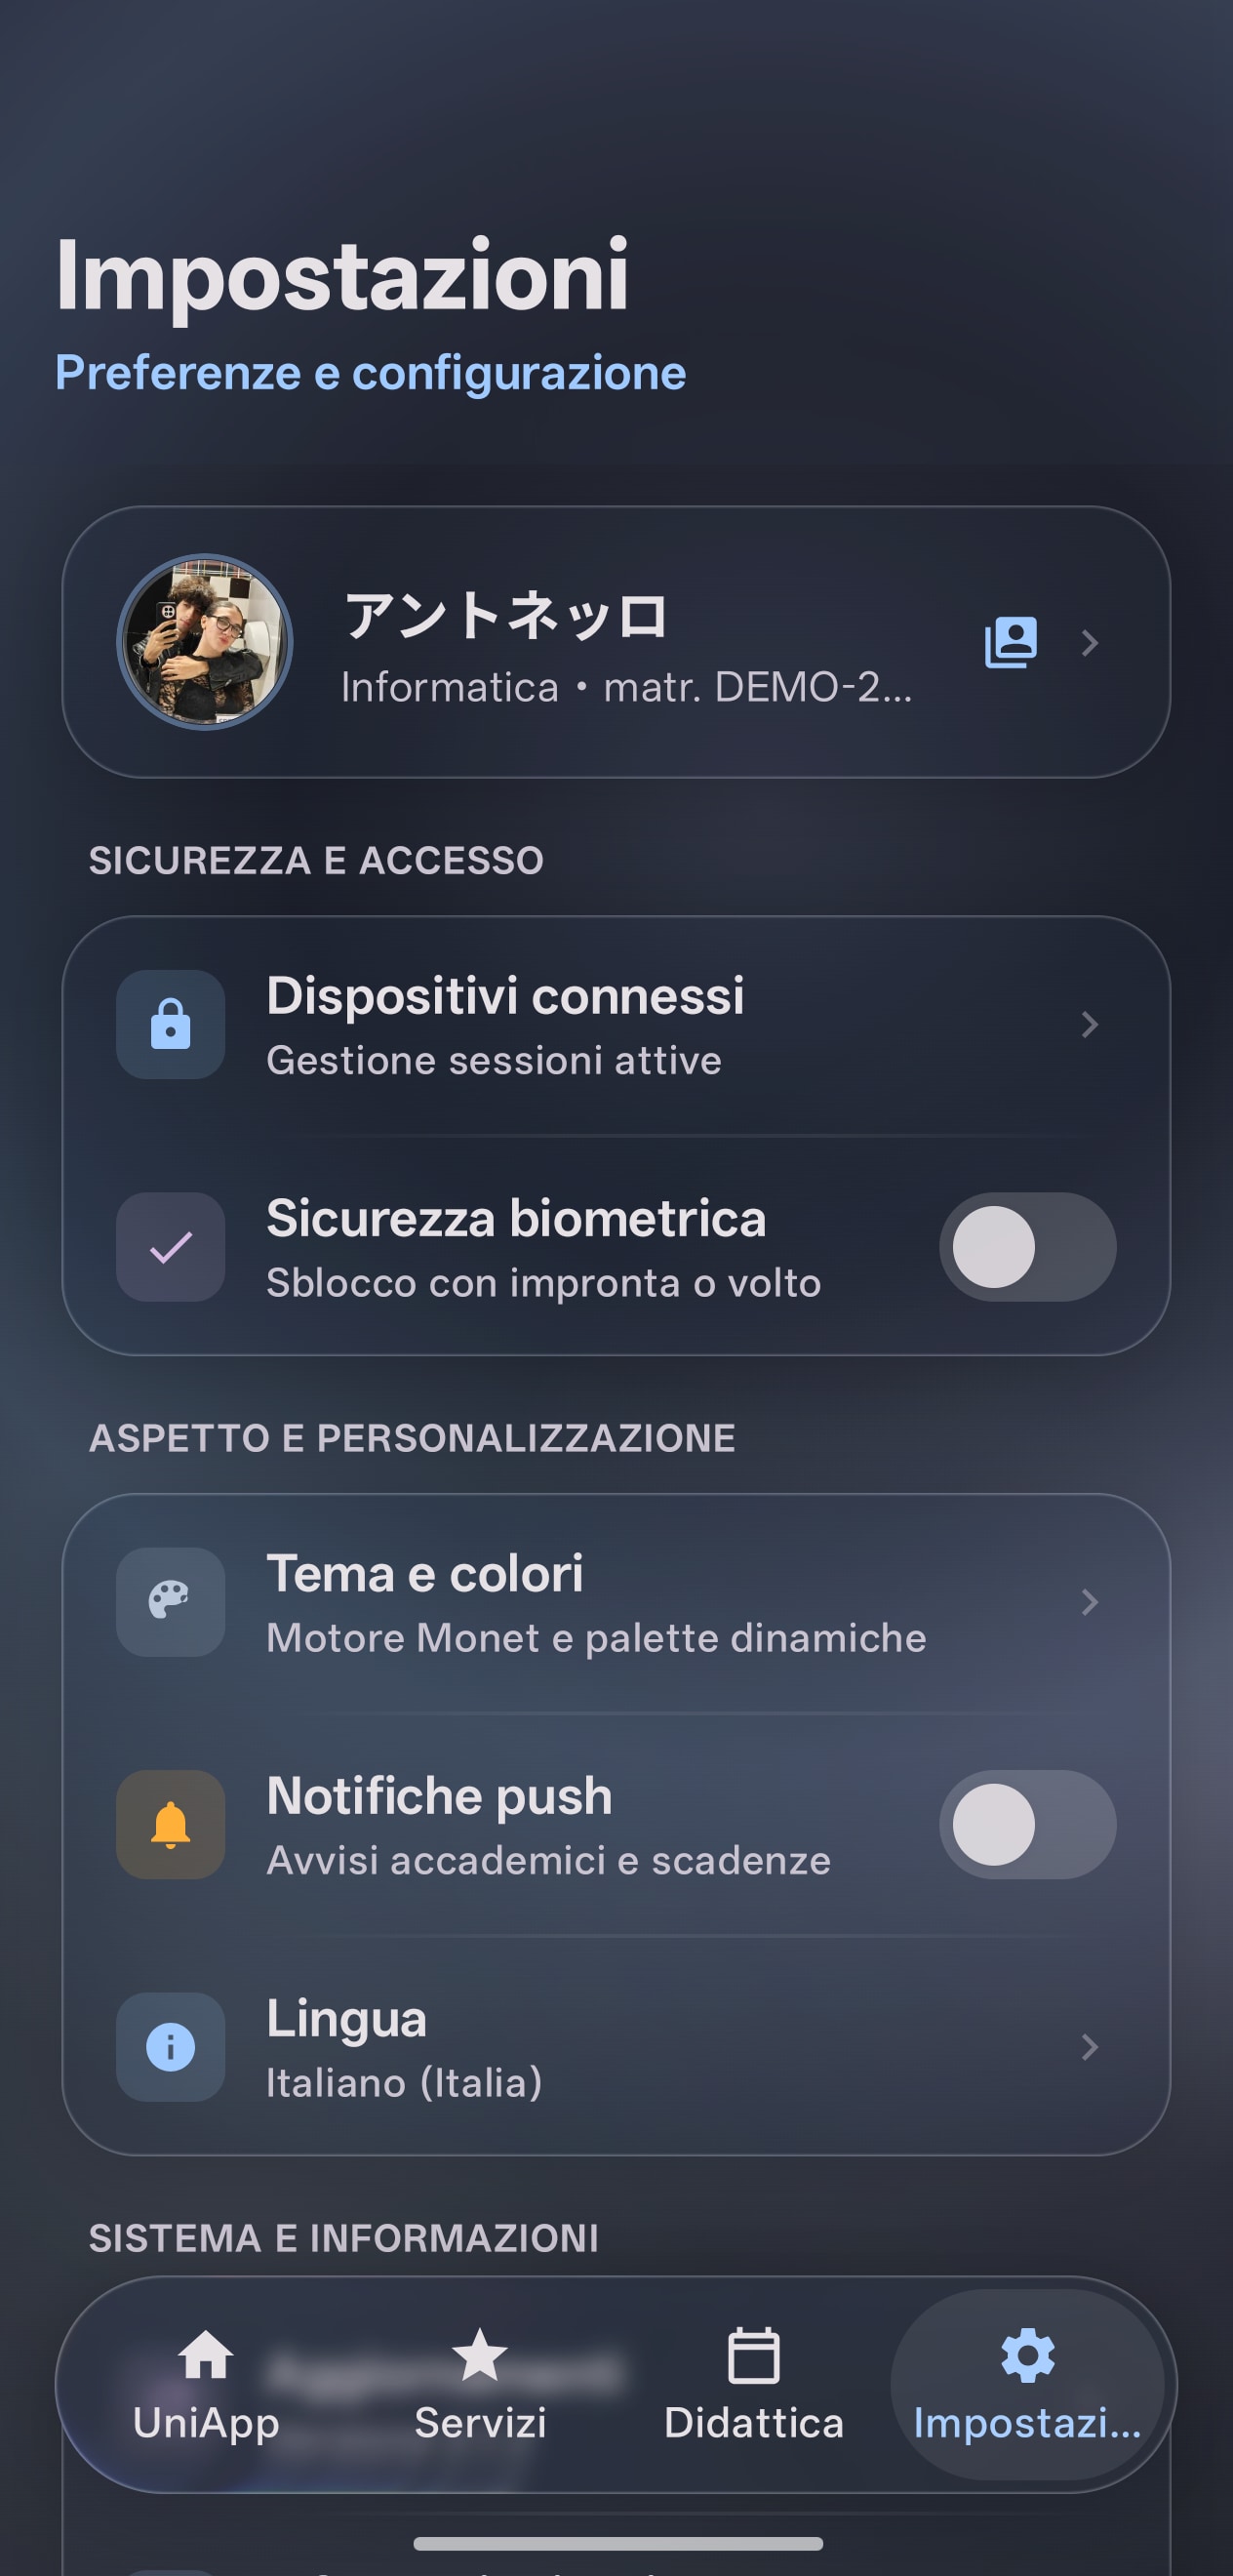 Impostazioni
Preferenze e configurazione
アントネッロ
Informatica • matr. DEMO-2...
SICUREZZA E ACCESSO
Dispositivi connessi
Gestione sessioni attive
Sicurezza biometrica
Sblocco con impronta o volto
ASPETTO E PERSONALIZZAZIONE
Tema e colori
Motore Monet e palette dinamiche
Notifiche push
Avvisi accademici e scadenze
Lingua
Italiano (Italia)
SISTEMA E INFORMAZIONI
UniApp Servizi Didattica Impostazi...